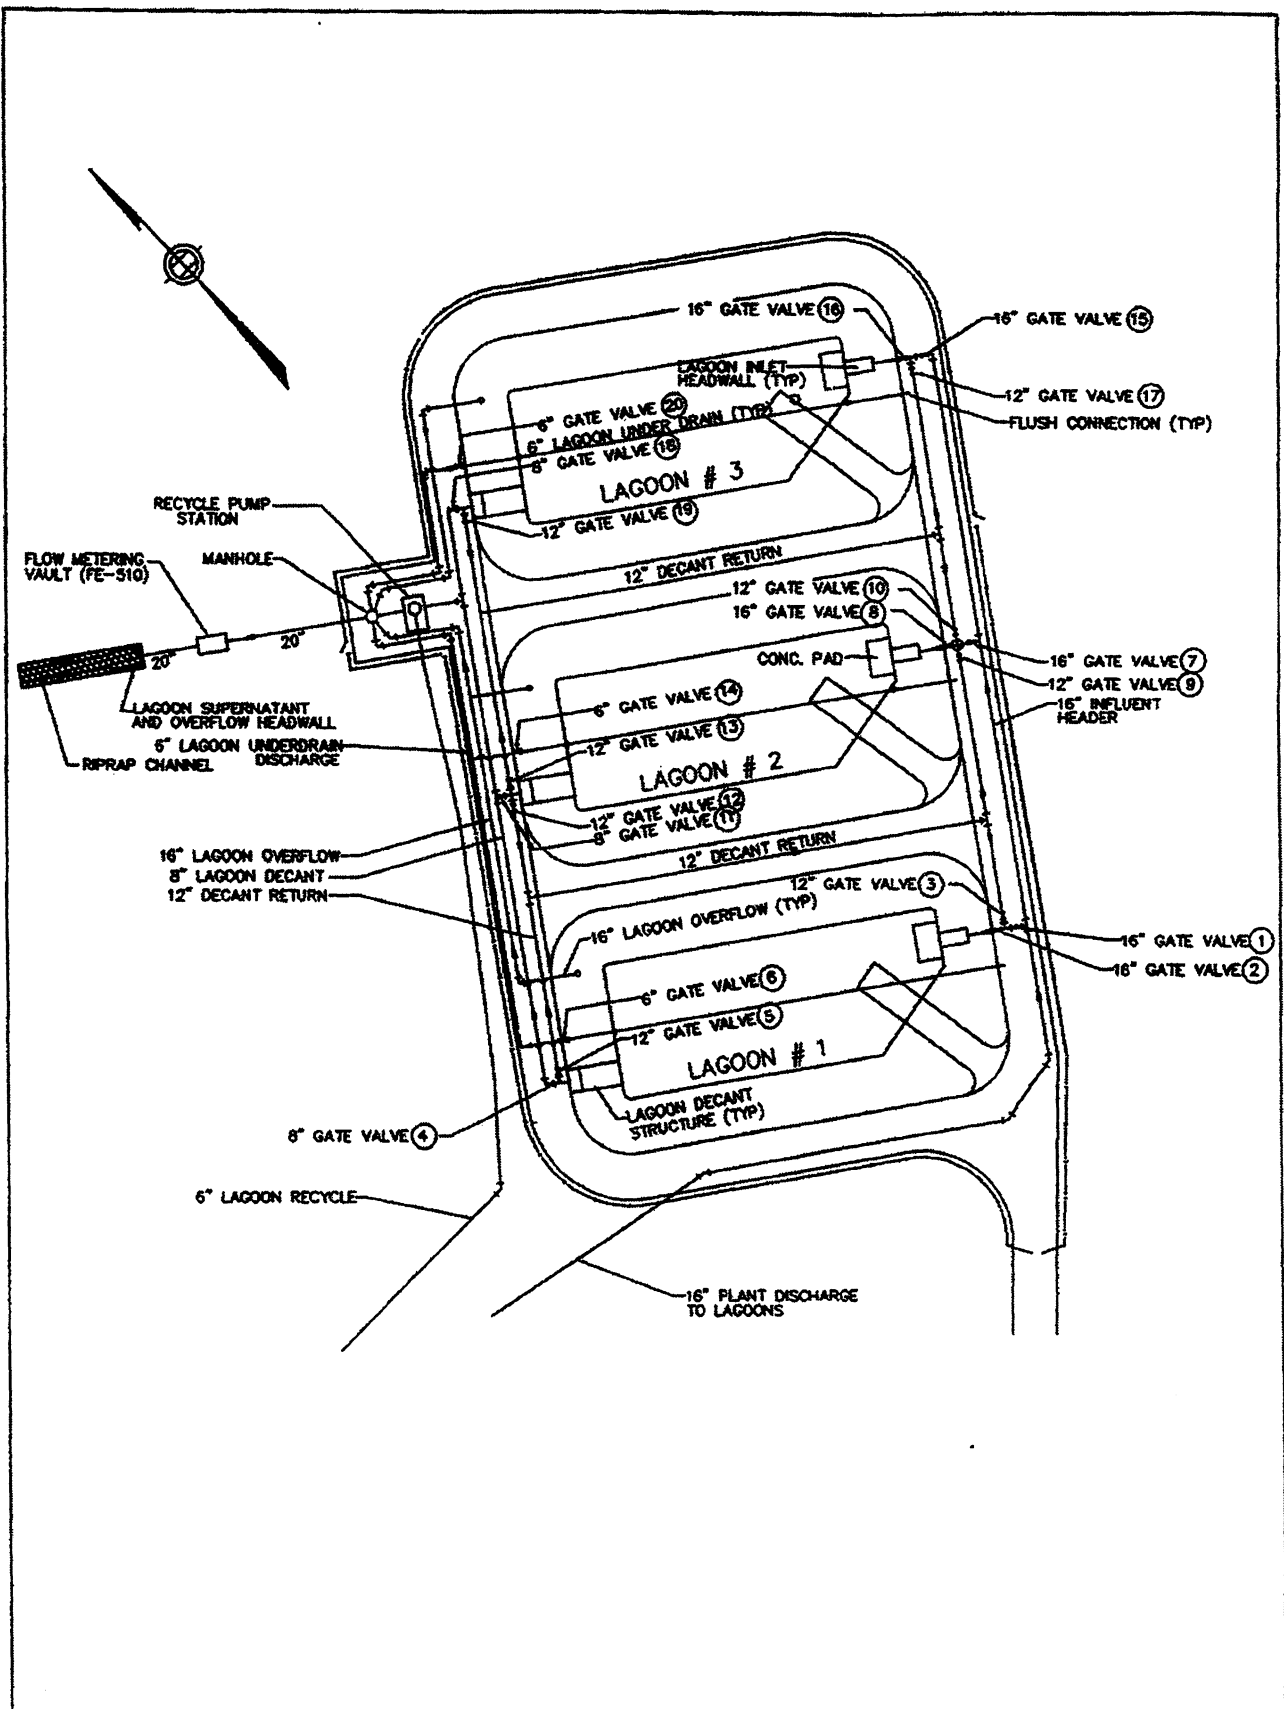 16" GATE VALVE 16
16" GATE VALVE 15
LAGOON INLET
HEADWALL (TYP)
12" GATE VALVE 17
FLUSH CONNECTION (TYP)
6" GATE VALVE 20
6" LAGOON UNDER DRAIN (TYP)
8" GATE VALVE 18
LAGOON # 3
12" GATE VALVE 19
RECYCLE PUMP
STATION
MANHOLE
FLOW METERING
VAULT (FE-510)
12" DECANT RETURN
12" GATE VALVE 10
16" GATE VALVE 8
20"
20"
CONC. PAD
16" GATE VALVE 7
12" GATE VALVE 9
16" INFLUENT
HEADER
LAGOON SUPERNATANT
AND OVERFLOW HEADWALL
6" GATE VALVE 14
6" LAGOON UNDERDRAIN
DISCHARGE
RIPRAP CHANNEL
12" GATE VALVE 13
LAGOON # 2
12" GATE VALVE 12
8" GATE VALVE 11
16" LAGOON OVERFLOW
8" LAGOON DECANT
12" DECANT RETURN
12" DECANT RETURN
12" GATE VALVE 3
16" LAGOON OVERFLOW (TYP)
16" GATE VALVE 1
16" GATE VALVE 2
6" GATE VALVE 6
12" GATE VALVE 5
LAGOON # 1
LAGOON DECANT
STRUCTURE (TYP)
8" GATE VALVE 4
6" LAGOON RECYCLE
16" PLANT DISCHARGE
TO LAGOONS